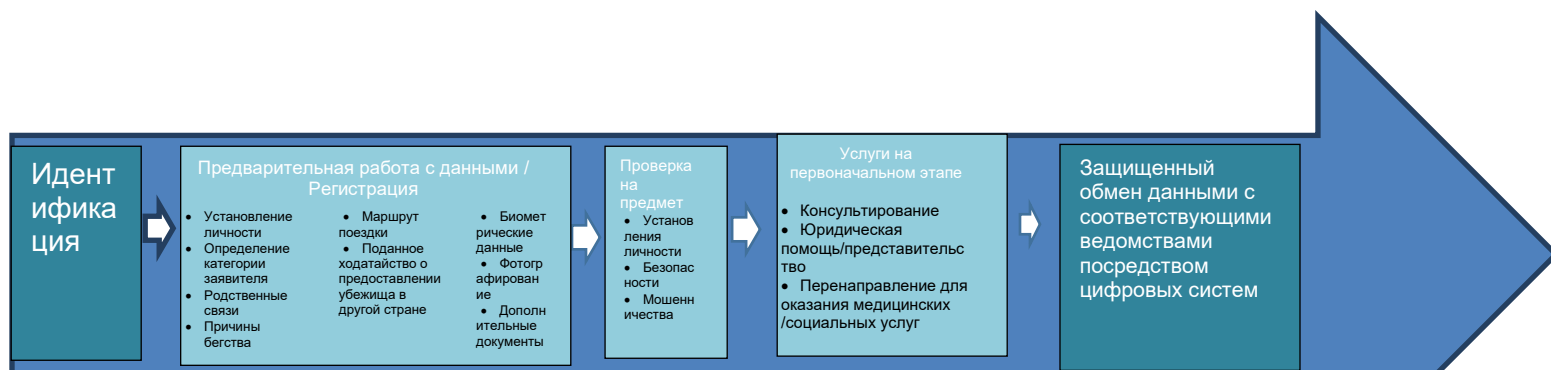 Идент
ифика
ция
Предварительная работа с данными /
Регистрация
• Установление
личности
• Определение
категории
заявителя
• Родственные
связи
• Причины
бегства
• Маршрут
поездки
• Поданное
ходатайство о
предоставлении
убежища в
другой стране
• Биомет
рические
данные
• Фотогр
афирован
ие
• Дополн
ительные
документы
Проверка
на
предмет
• Установ
ления
личности
• Безопас
ности
• Мошенн
ичества
Услуги на
первоначальном этапе
• Консультирование
• Юридическая
помощь/представительс
тво
• Перенаправление для
оказания медицинских
/социальных услуг
Защищенный
обмен данными с
соответствующими
ведомствами
посредством
цифровых систем